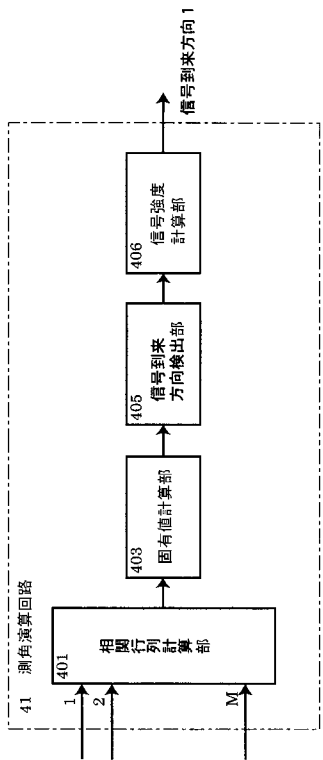 41 測角演算回路
1
2
M
401
相関行列計算部
403
固有値計算部
405
信号到来
方向検出部
406
信号強度
計算部
信号到来方向1